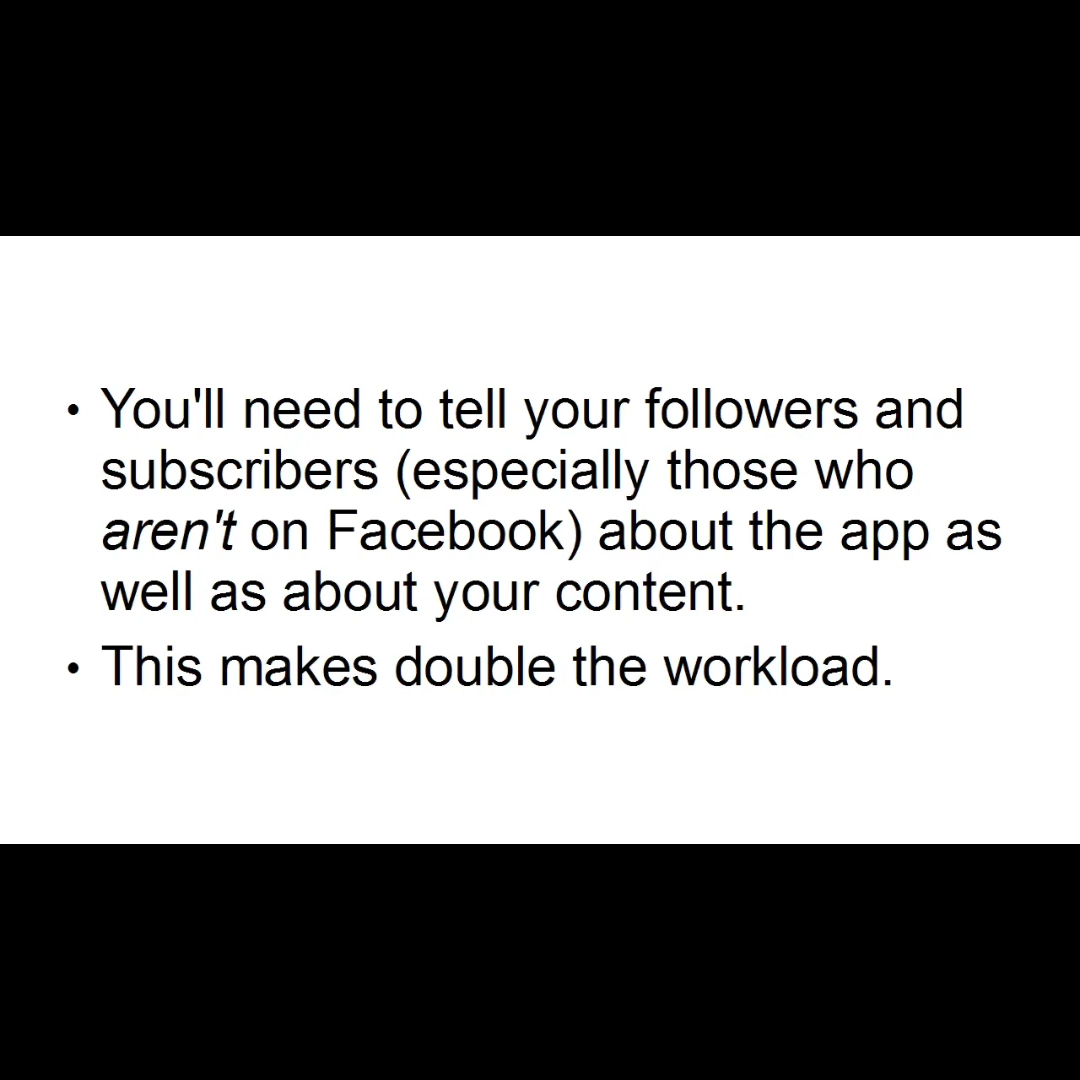 • You'll need to tell your followers and
subscribers (especially those who
aren't on Facebook) about the app as
well as about your content.
• This makes double the workload.